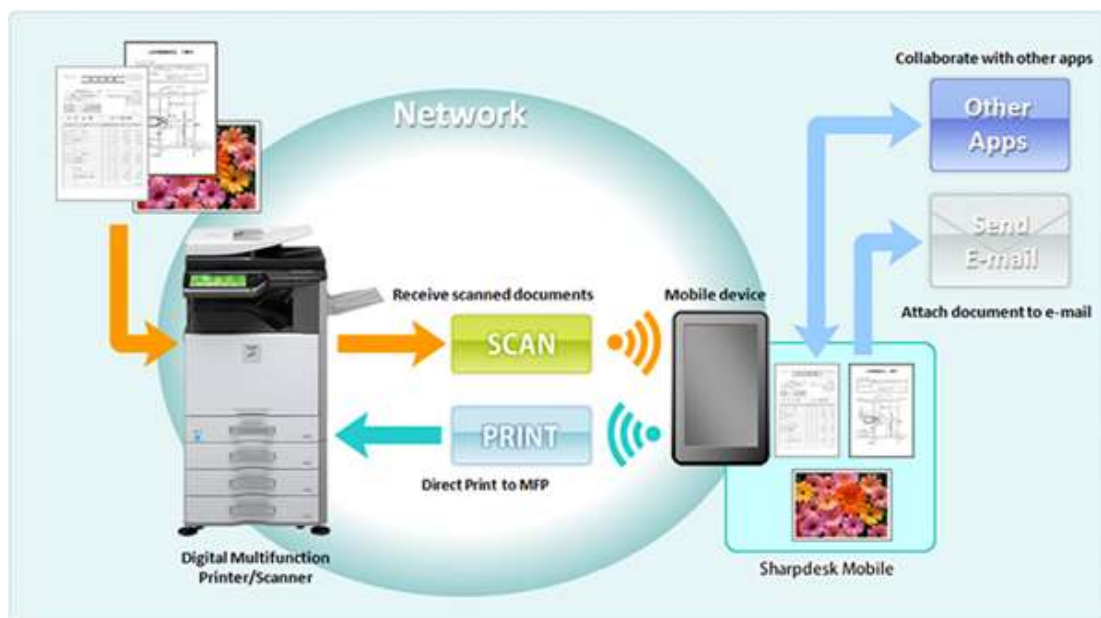 Collaborate with other apps
Other
Apps
Network
Send
E-mail
Receive scanned documents
Mobile device
Attach document to e-mail
SCAN
PRINT
Direct Print to MFP
Digital Multifunction
Printer/Scanner
Sharpdesk Mobile